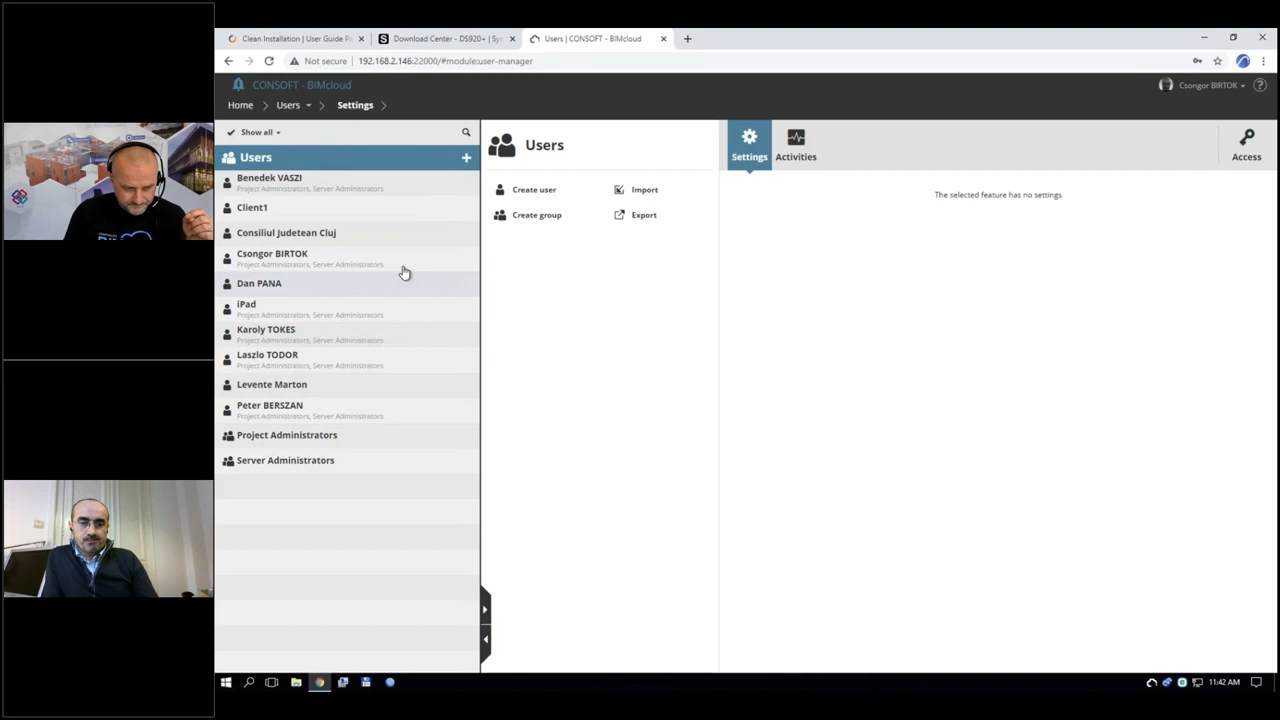 Clean Installation | User Guide Pa
Download Center - DS920+ | Sy
Users | CONSOFT - BIMcloud
Not secure
192.168.2.146:22000/#module:user-manager
CONSOFT - BIMcloud
Csongor BIRTOK
Home
Users
Settings
Show all
Users
Benedek VASZI
Project Administrators, Server Administrators
Client1
Consiliul Judetean Cluj
Csongor BIRTOK
Project Administrators, Server Administrators
Dan PANA
iPad
Project Administrators, Server Administrators
Karoly TOKES
Project Administrators, Server Administrators
Laszlo TODOR
Project Administrators, Server Administrators
Levente Marton
Peter BERSZAN
Project Administrators, Server Administrators
Project Administrators
Server Administrators
Users
Create user
Import
Create group
Export
Settings
Activities
Access
The selected feature has no settings
11:42 AM